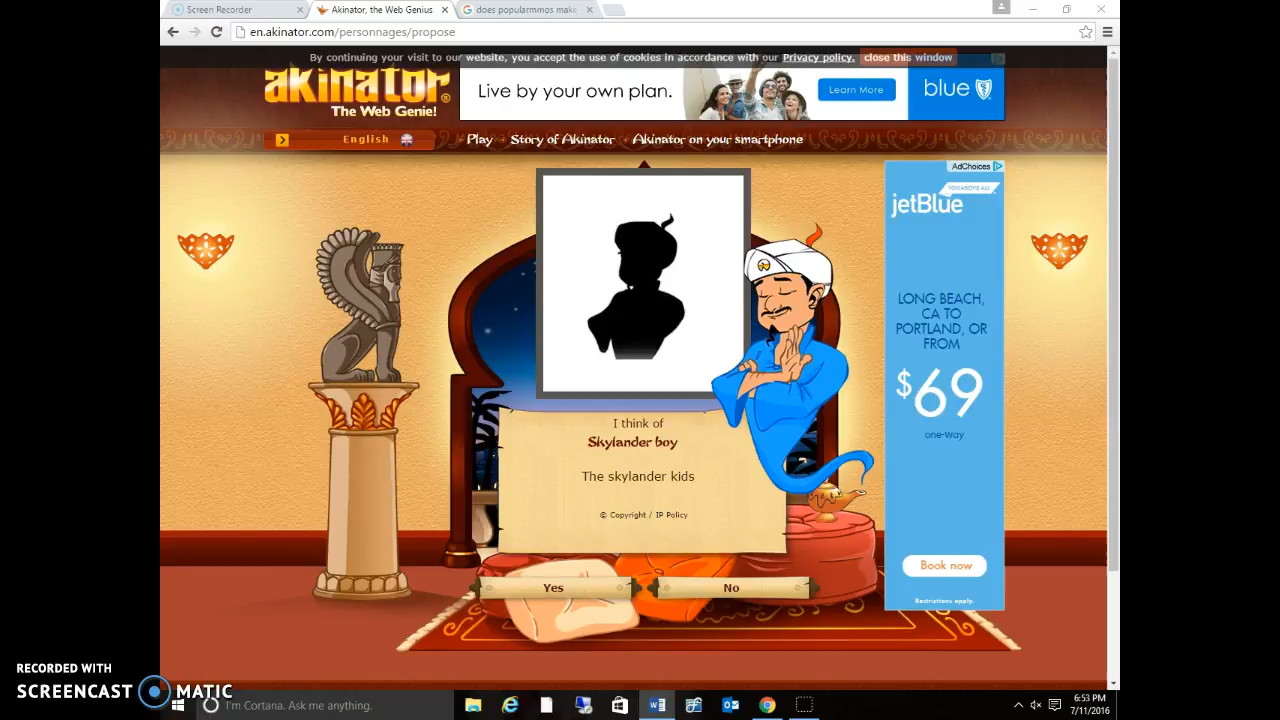 Screen Recorder
Akinator, the Web Genius
does popularmmos make
en.akinator.com/personnages/propose
By continuing your visit to our website, you accept the use of cookies in accordance with our Privacy policy. close this window
akinator®
The Web Genie!
Live by your own plan.
Learn More
blue
English
Play
Story of Akinator
Akinator on your smartphone
AdChoices
YOU ABOVE ALL
jetBlue
LONG BEACH,
CA TO
PORTLAND, OR
FROM
$69
one-Way
Book now
Restrictions apply.
I think of
Skylander boy
The skylander kids
© Copyright / IP Policy
Yes
No
RECORDED WITH
SCREENCAST MATIC
I'm Cortana. Ask me anything.
6:53 PM
7/11/2016